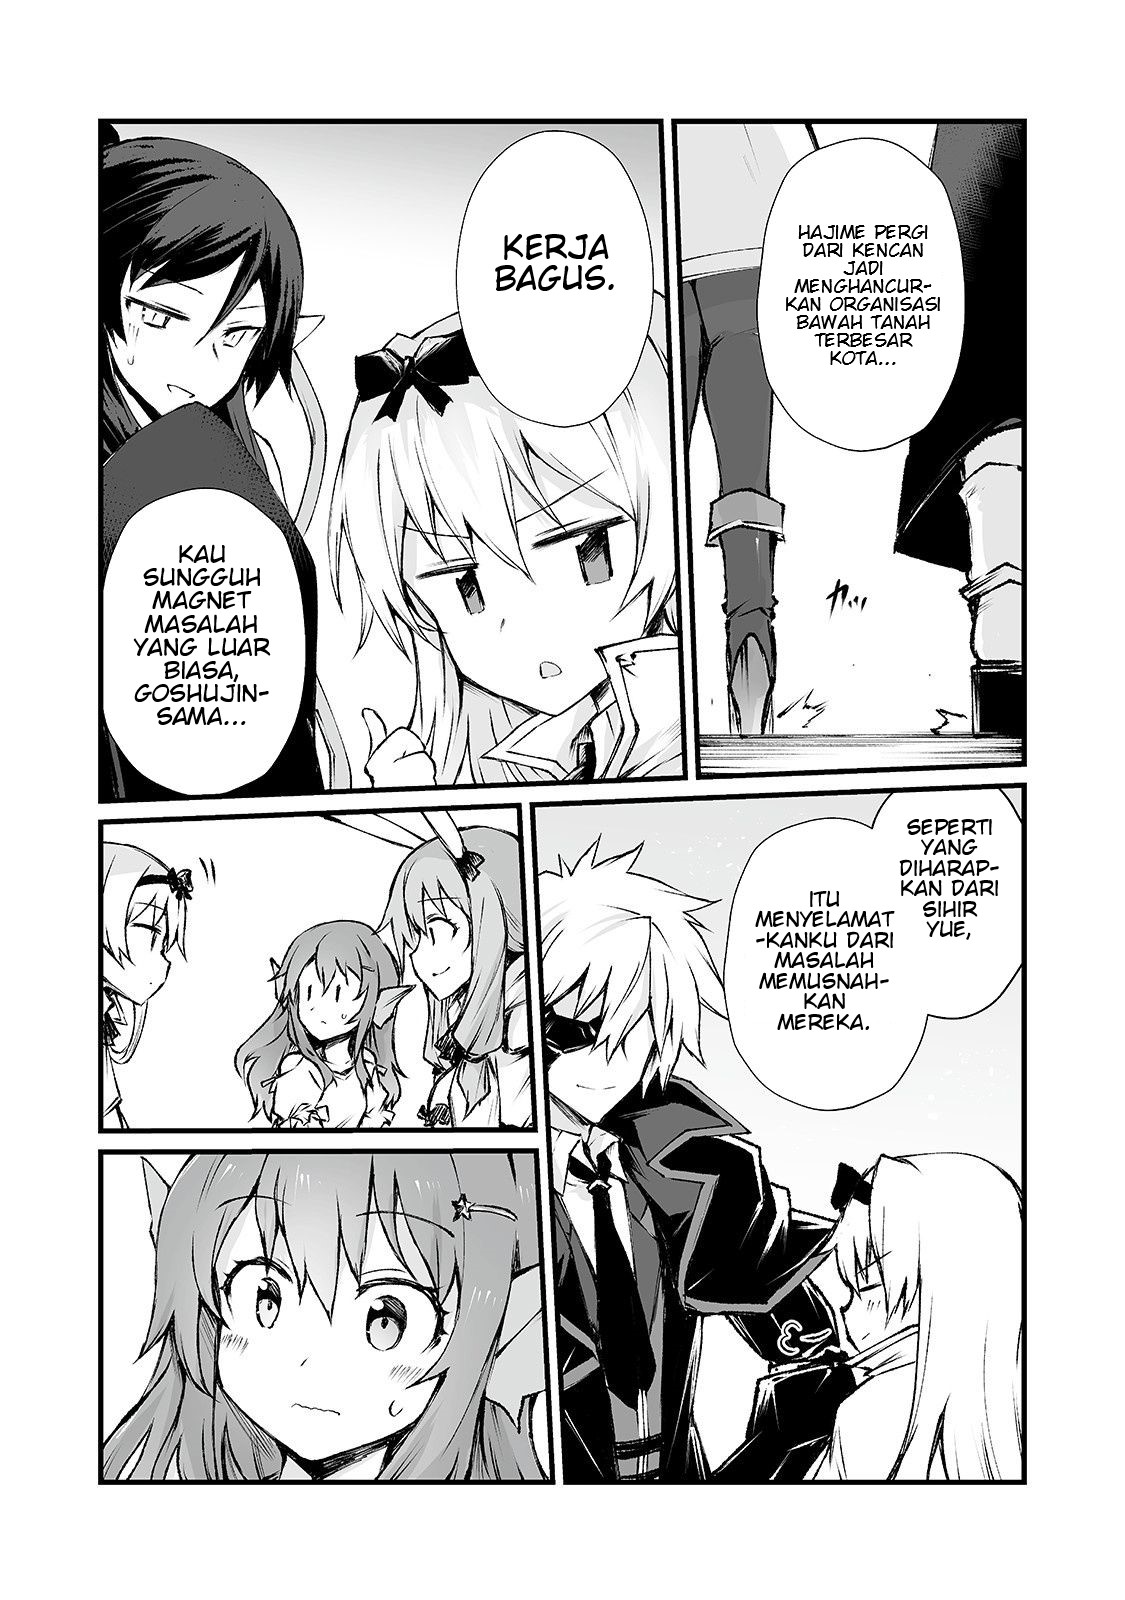 HAJIME PERGI
DARI KENCAN
JADI
MENGHANCUR-
KAN ORGANISASI
BAWAH TANAH
TERBESAR
KOTA...
KERJA
BAGUS.
KAU
SUNGGUH
MAGNET
MASALAH
YANG LUAR
BIASA,
GOSHUJIN-
SAMA...
SEPERTI
YANG
DIHARAP-
KAN DARI
SIHIR
YUE,
ITU
MENYELAMAT
-KANKU DARI
MASALAH
MEMUSNAH-
KAN
MEREKA.